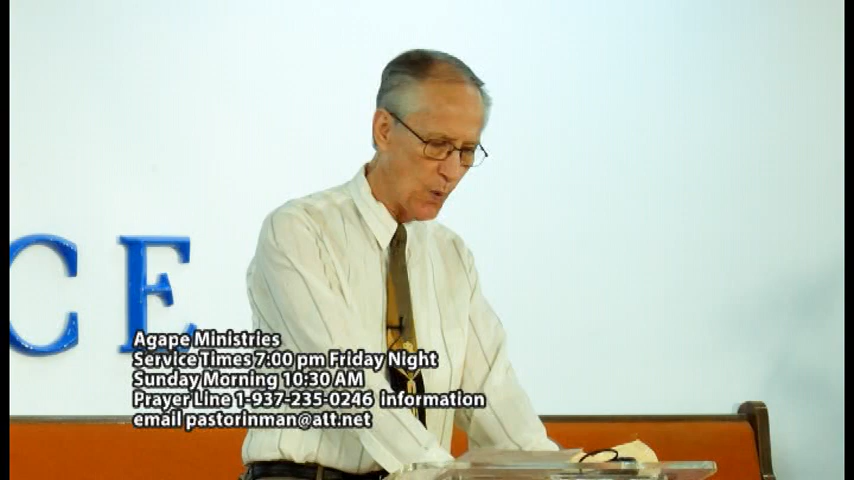 CE
Agape Ministries
Service Times 7:00 pm Friday Night
Sunday Morning 10:30 AM
Prayer Line 1-937-235-0246 Information
email pastorinman@att.net